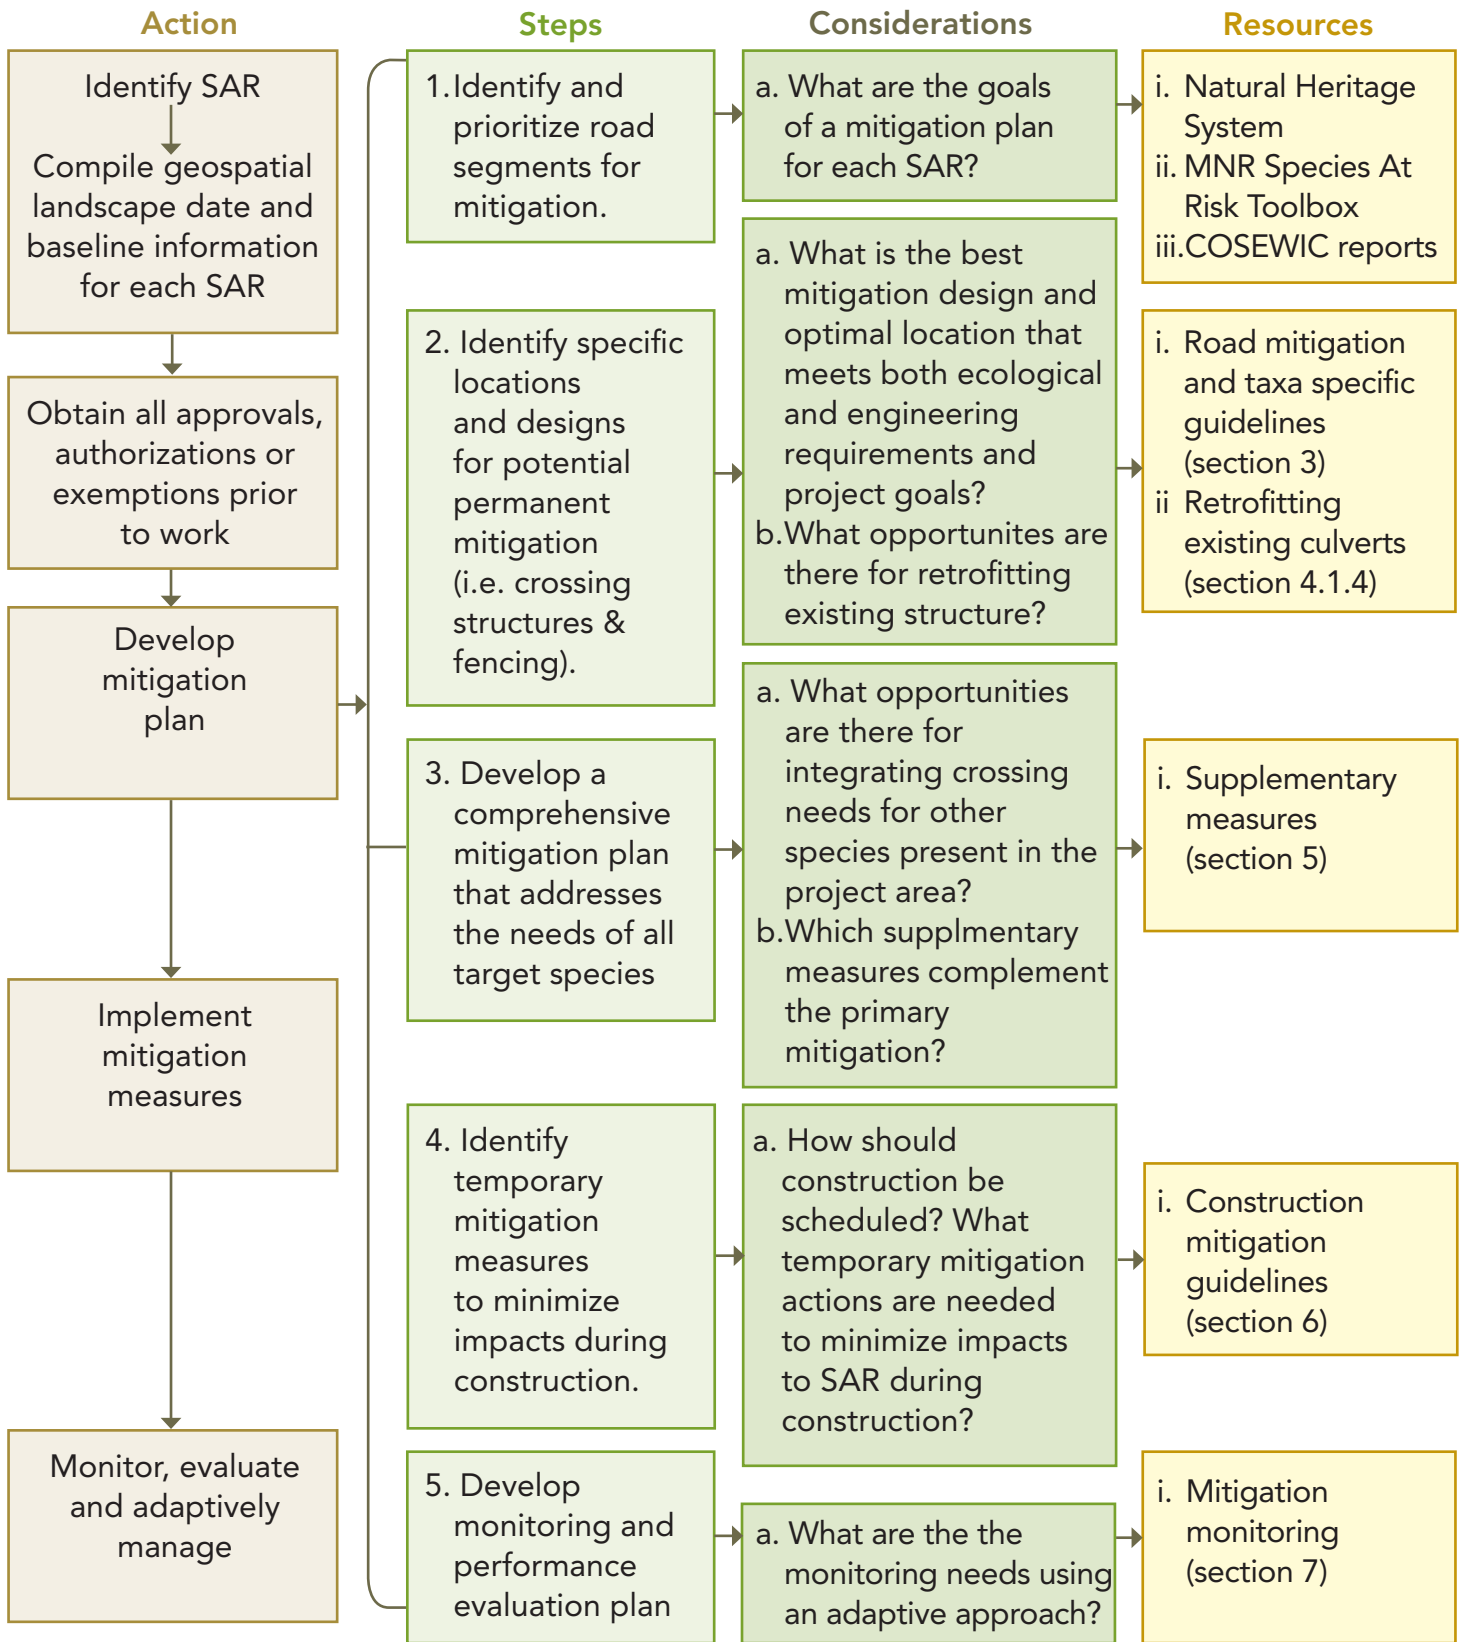 Action
Identify SAR
Compile geospatial
landscape date and
baseline information
for each SAR
Obtain all approvals,
authorizations or
exemptions prior
to work
Develop
mitigation
plan
Implement
mitigation
measures
Monitor, evaluate
and adaptively
manage
Steps
1.Identify and
prioritize road
segments for
mitigation.
2. Identify specific
locations
and designs
for potential
permanent
mitigation
(i.e. crossing
structures &
fencing).
3. Develop a
comprehensive
mitigation plan
that addresses
the needs of all
target species
4. Identify
temporary
mitigation
measures
to minimize
impacts during
construction.
5. Develop
monitoring and
performance
evaluation plan
Considerations
a. What are the goals
of a mitigation plan
for each SAR?
a. What is the best
mitigation design and
optimal location that
meets both ecological
and engineering
requirements and
project goals?
b.What opportunites are
there for retrofitting
existing structure?
a. What opportunities
are there for
integrating crossing
needs for other
species present in the
project area?
b.Which supplmentary
measures complement
the primary
mitigation?
a. How should
construction be
scheduled? What
temporary mitigation
actions are needed
to minimize impacts
to SAR during
construction?
a. What are the the
monitoring needs using
an adaptive approach?
Resources
i. Natural Heritage
System
ii. MNR Species At
Risk Toolbox
iii.COSEWIC reports
i. Road mitigation
and taxa specific
guidelines
(section 3)
ii Retrofitting
existing culverts
(section 4.1.4)
i. Supplementary
measures
(section 5)
i. Construction
mitigation
guidelines
(section 6)
i. Mitigation
monitoring
(section 7)